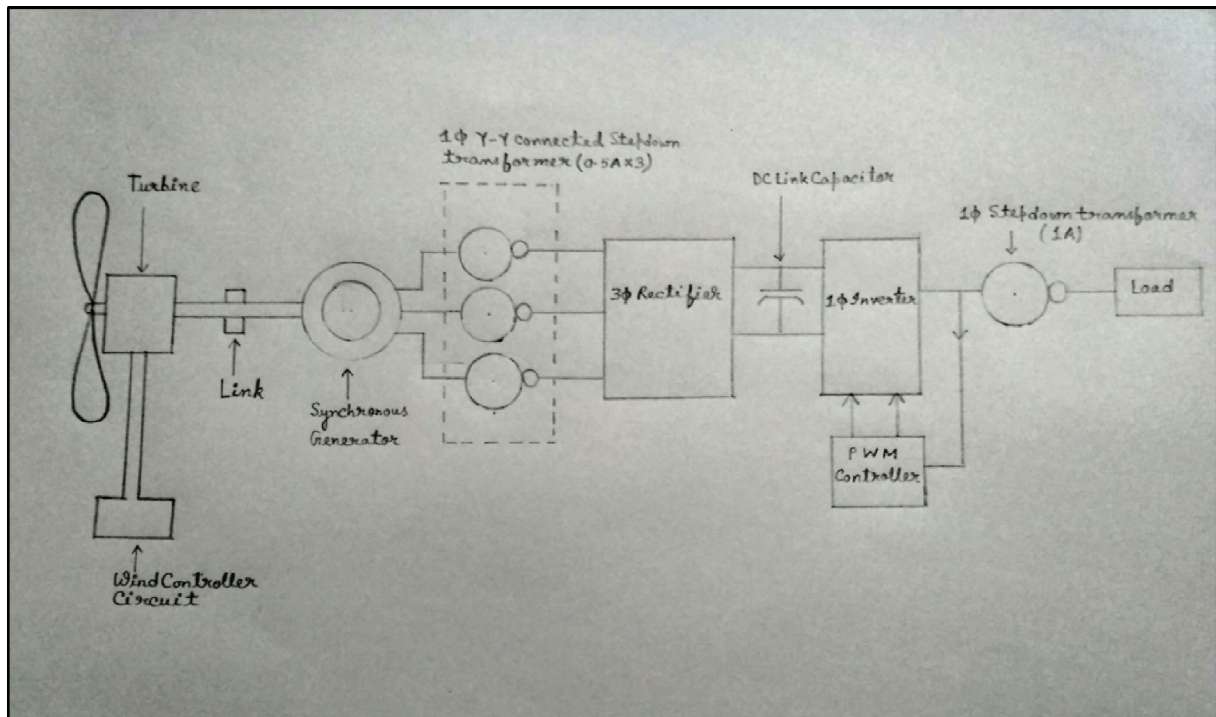 1ϕ Y-Y connected Stepdown
transformer (0.5A×3)
Turbine
DC Link Capacitor
1ϕ Stepdown transformer
(1A)
3ϕ Rectifier
1ϕ Inverter
Load
Link
Synchronous
Generator
PWM
Controller
Wind Controller
Circuit